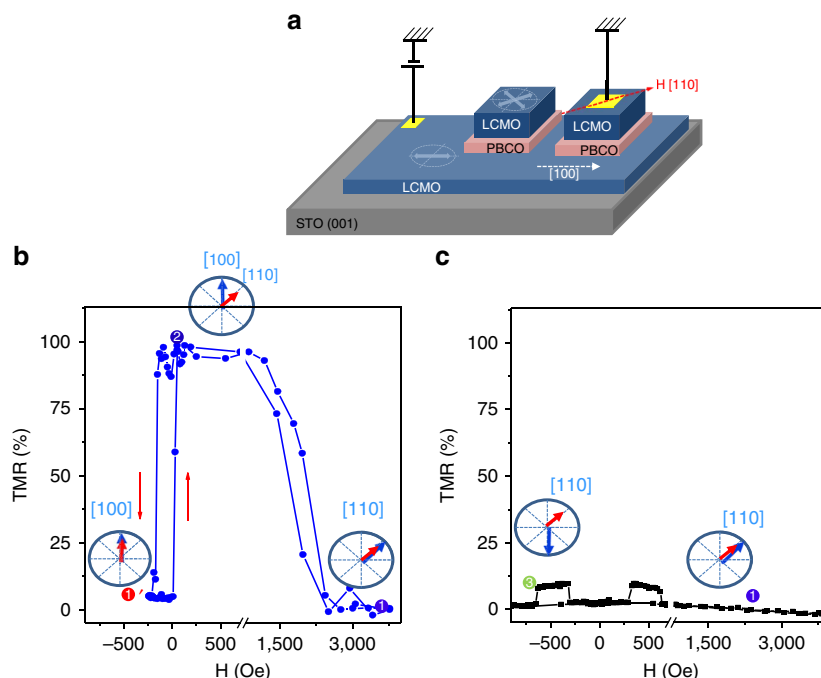 a
H [110]
LCMO
LCMO
PBCO
PBCO
[100]
LCMO
STO (001)
b
[100]
[110]
100
75
50
25
0
TMR (%)
2
[100]
1
[110]
1
−500
0
1,500
3,000
H (Oe)
c
100
75
50
25
0
TMR (%)
[110]
3
[110]
1
−500
0
500
1,500
3,000
H (Oe)